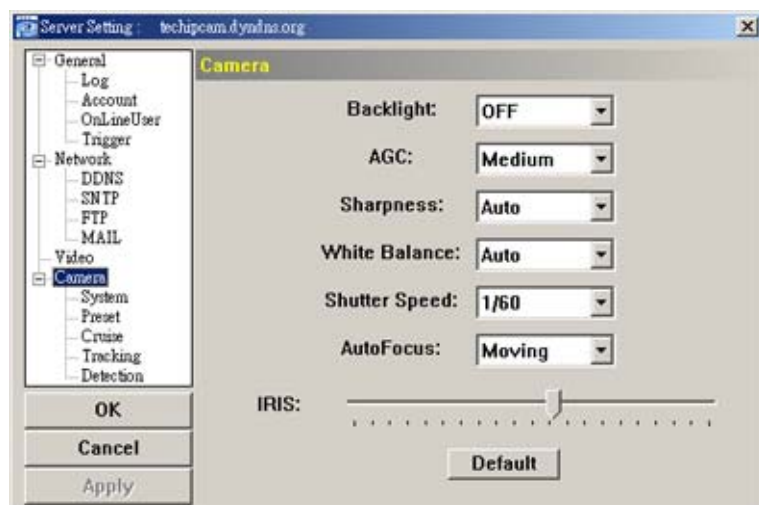 Server Setting : techipcam.dyndns.org
General
Log
Account
OnLineUser
Trigger
Network
DDNS
SNTP
FTP
MAIL
Video
Camera
System
Preset
Cruise
Tracking
Detection
OK
Cancel
Apply
Camera
Backlight: OFF
AGC: Medium
Sharpness: Auto
White Balance: Auto
Shutter Speed: 1/60
AutoFocus: Moving
IRIS:
Default